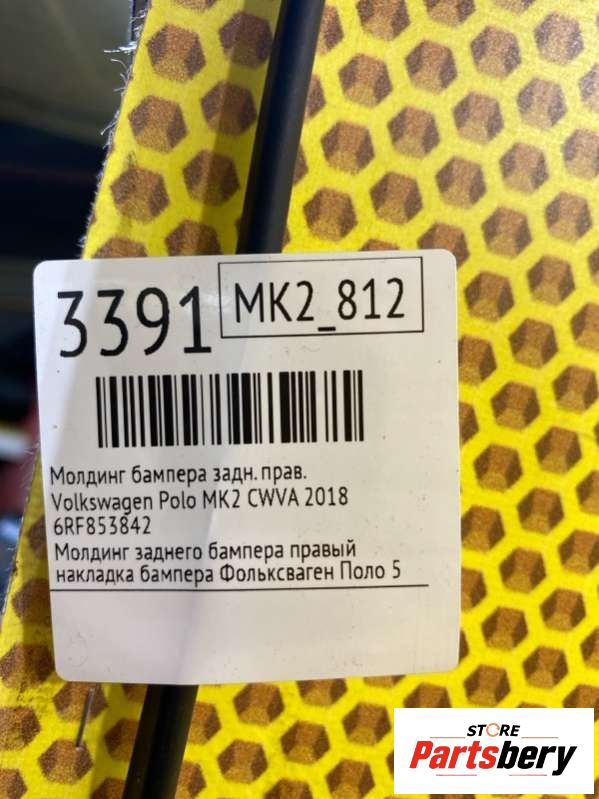 3391
MK2_812
Молдинг бампера задн. прав.
Volkswagen Polo MK2 CWVA 2018
6RF853842
Молдинг заднего бампера правый
накладка бампера Фольксваген Поло 5
STORE
Partsbery